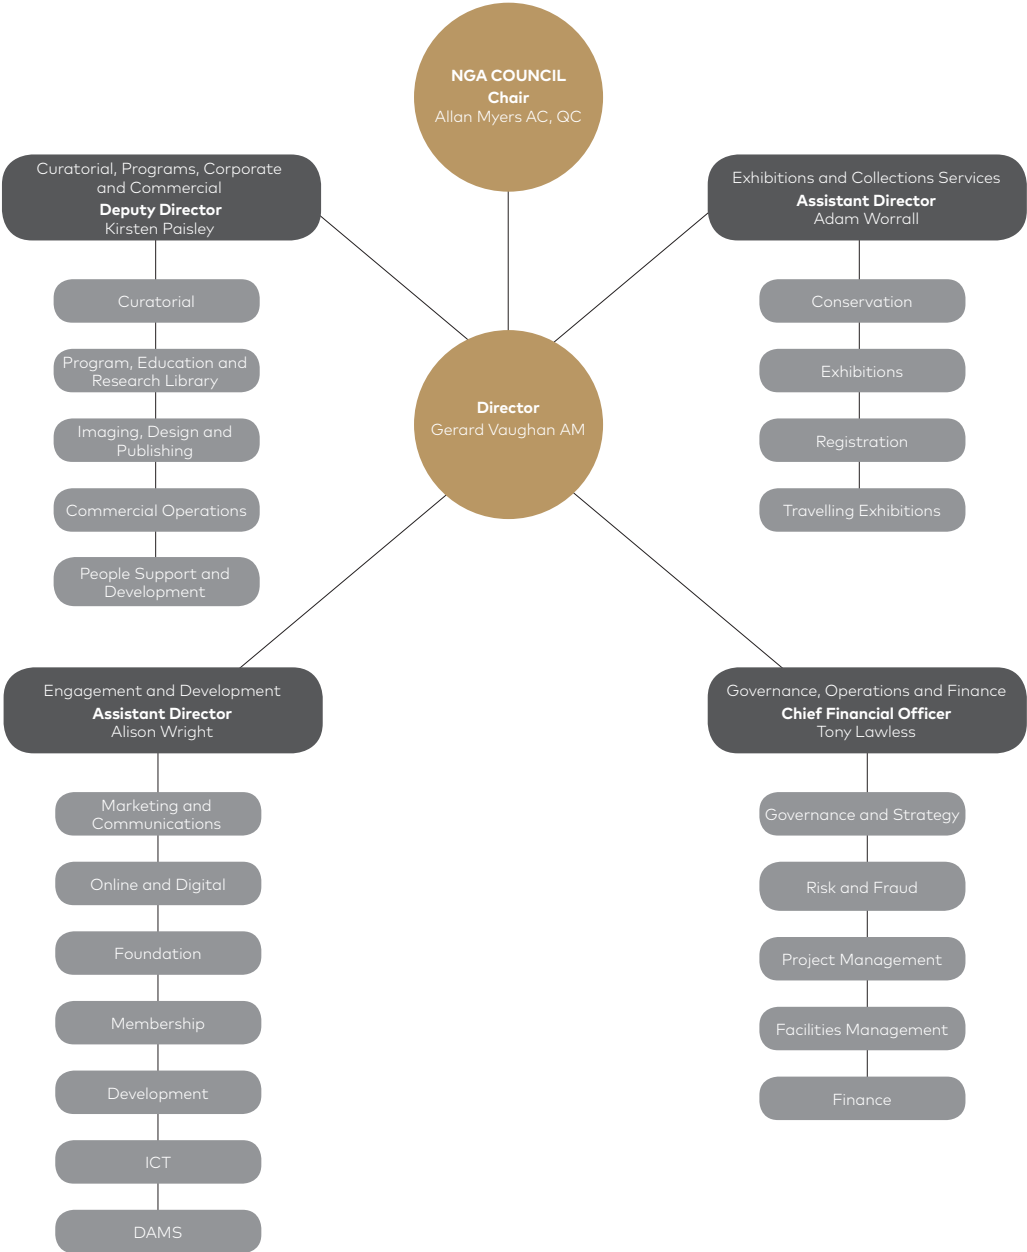 NGA COUNCIL
Chair
Allan Myers AC, QC
Curatorial, Programs, Corporate
and Commercial
Deputy Director
Kirsten Paisley
Curatorial
Program, Education and
Research Library
Imaging, Design and
Publishing
Commercial Operations
People Support and
Development
Exhibitions and Collections Services
Assistant Director
Adam Worrall
Conservation
Exhibitions
Registration
Travelling Exhibitions
Director
Gerard Vaughan AM
Engagement and Development
Assistant Director
Alison Wright
Marketing and
Communications
Online and Digital
Foundation
Membership
Development
ICT
DAMS
Governance, Operations and Finance
Chief Financial Officer
Tony Lawless
Governance and Strategy
Risk and Fraud
Project Management
Facilities Management
Finance